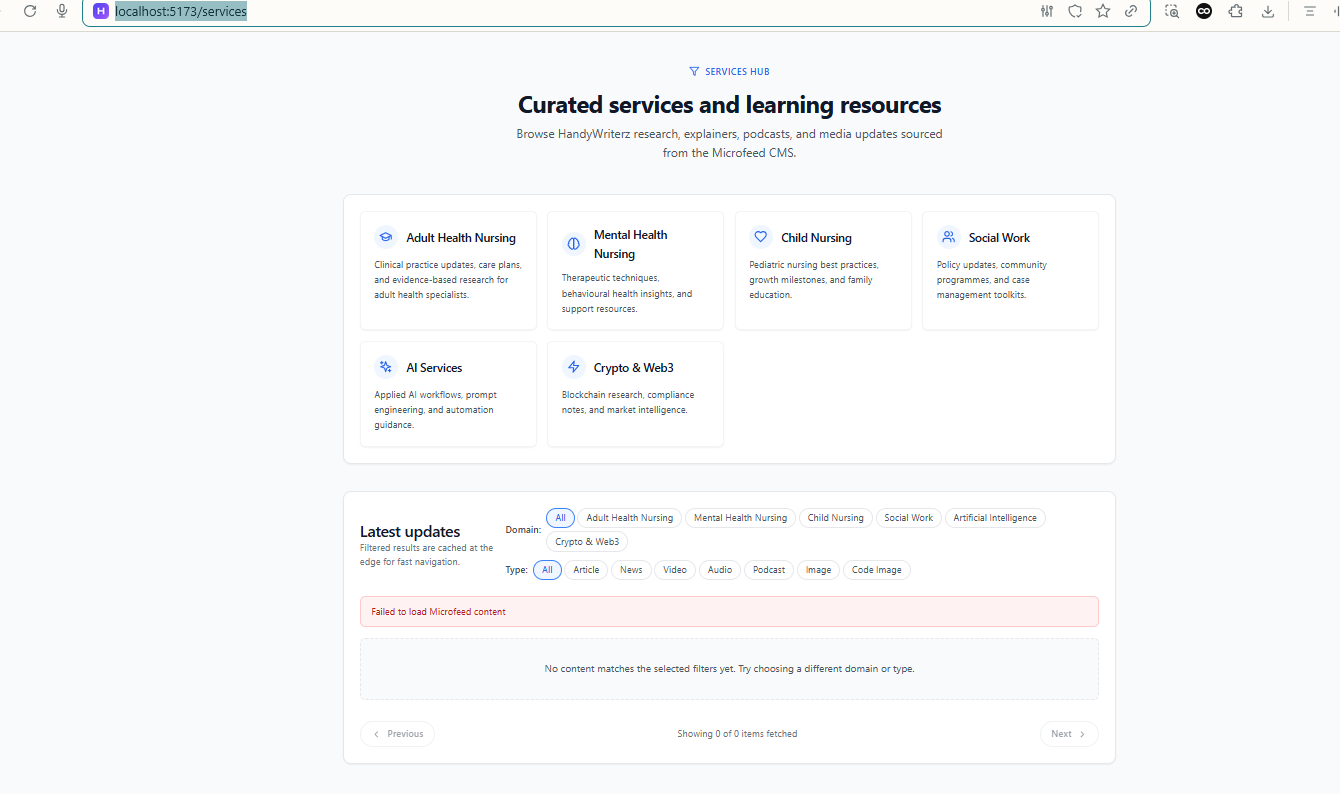 H localhost:5173/services
SERVICES HUB
Curated services and learning resources
Browse HandyWriterz research, explainers, podcasts, and media updates sourced
from the Microfeed CMS.
Adult Health Nursing
Clinical practice updates, care plans,
and evidence-based research for
adult health specialists.
Mental Health
Nursing
Therapeutic techniques,
behavioural health insights, and
support resources.
Child Nursing
Pediatric nursing best practices,
growth milestones, and family
education.
Social Work
Policy updates, community
programmes, and case
management toolkits.
AI Services
Applied AI workflows, prompt
engineering, and automation
guidance.
Crypto & Web3
Blockchain research, compliance
notes, and market intelligence.
Latest updates
Filtered results are cached at the
edge for fast navigation.
Domain: All Adult Health Nursing Mental Health Nursing Child Nursing Social Work Artificial Intelligence
Crypto & Web3
Type: All Article News Video Audio Podcast Image Code Image
Failed to load Microfeed content
No content matches the selected filters yet. Try choosing a different domain or type.
Previous Showing 0 of 0 items fetched Next